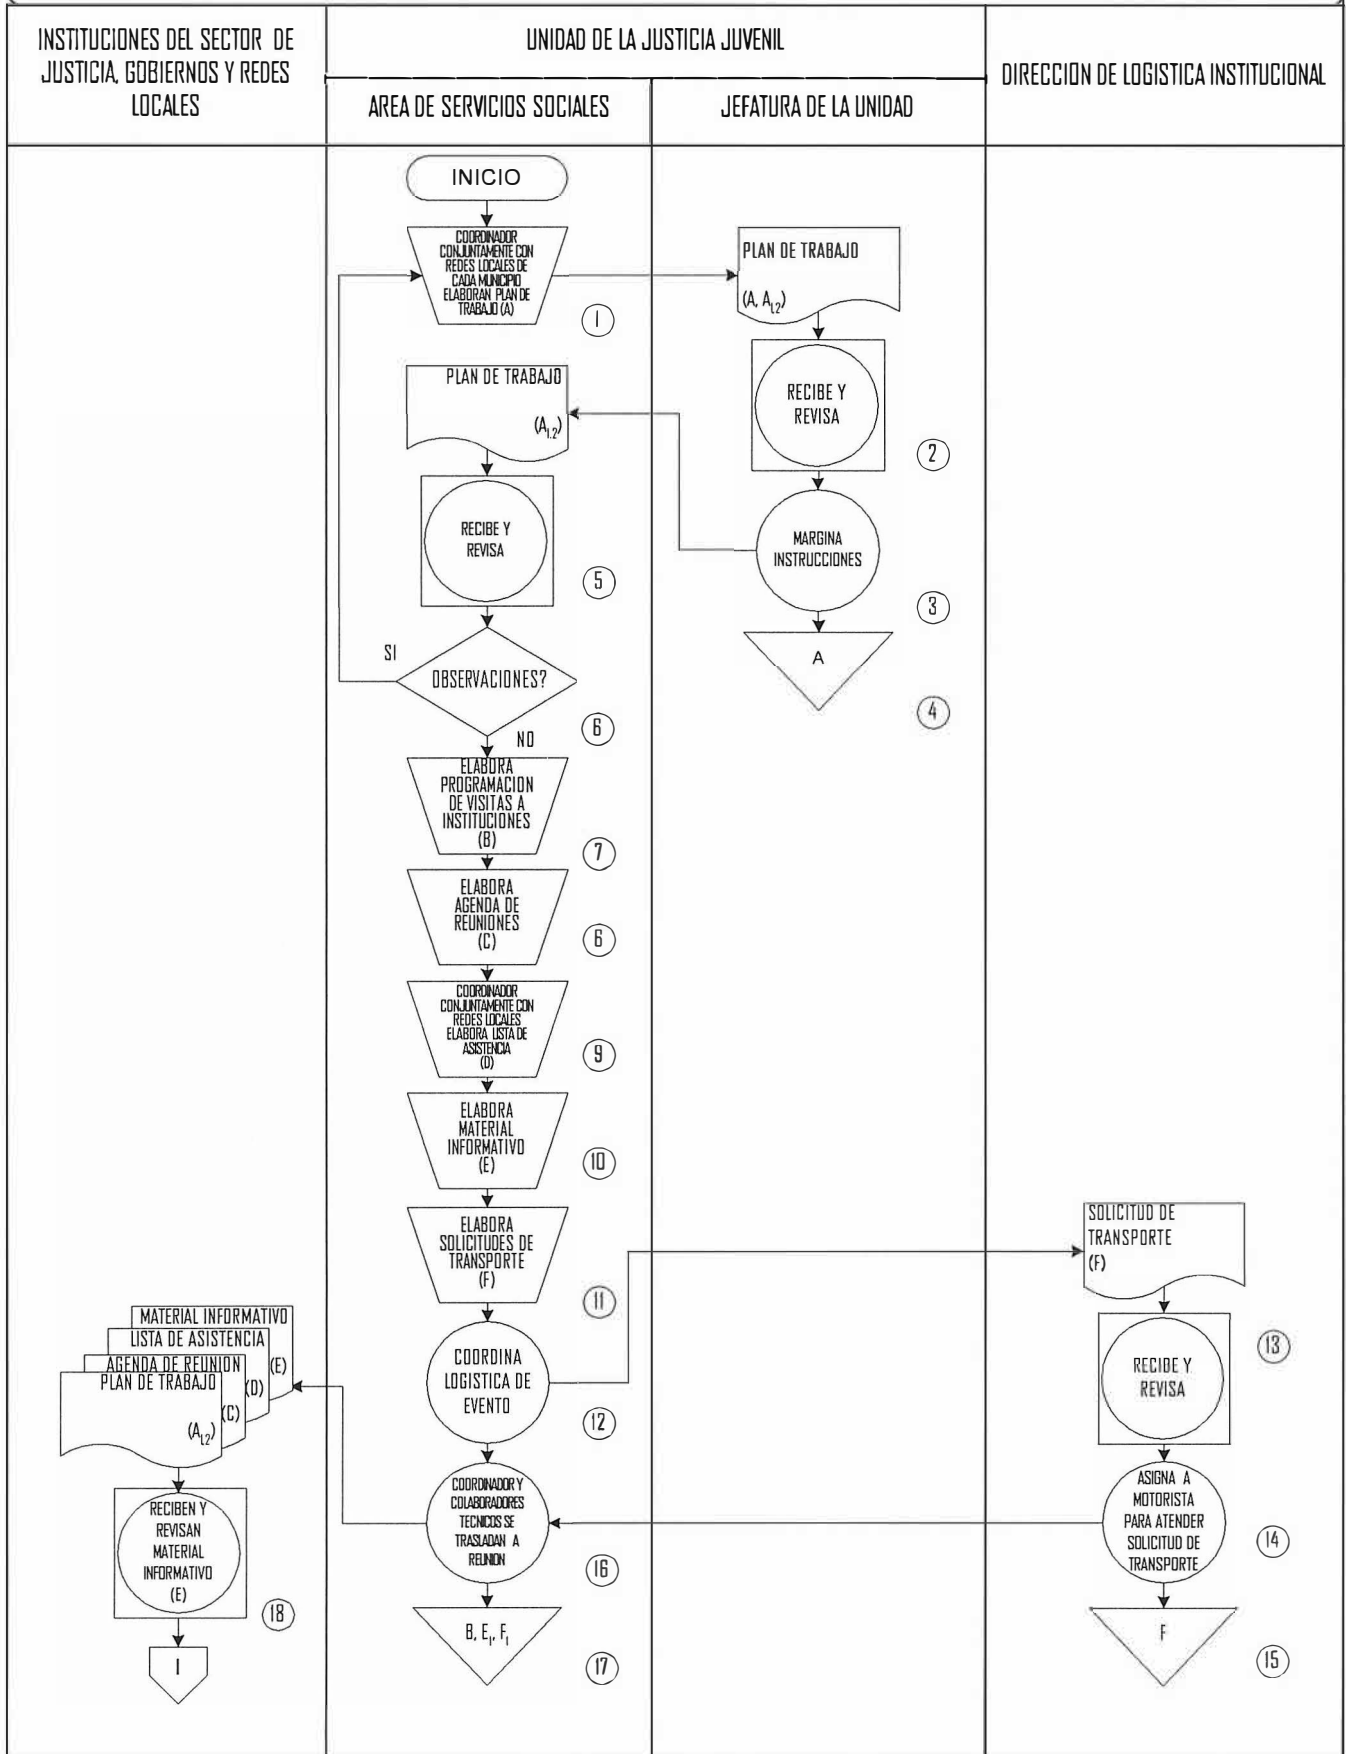 INSTITUCIONES DEL SECTOR DE
JUSTICIA, GOBIERNOS Y REDES
LOCALES
UNIDAD DE LA JUSTICIA JUVENIL
AREA DE SERVICIOS SOCIALES
JEFATURA DE LA UNIDAD
DIRECCION DE LOGISTICA INSTITUCIONAL
INICIO
COORDINADOR
CONJUNTAMENTE CON
REDES LOCALES DE
CADA MUNICIPIO
ELABORAN PLAN DE
TRABAJO (A)
1
PLAN DE TRABAJO
(A, A1,2)
RECIBE Y
REVISA
2
MARGINA
INSTRUCCIONES
3
A
4
PLAN DE TRABAJO
(A1,2)
RECIBE Y
REVISA
5
SI
OBSERVACIONES?
6
NO
ELABORA
PROGRAMACION
DE VISITAS A
INSTITUCIONES
(B)
7
ELABORA
AGENDA DE
REUNIONES
(C)
6
COORDINADOR
CONJUNTAMENTE CON
REDES LOCALES
ELABORA LISTA DE
ASISTENCIA
(D)
9
ELABORA
MATERIAL
INFORMATIVO
(E)
10
ELABORA
SOLICITUDES DE
TRANSPORTE
(F)
11
COORDINA
LOGISTICA DE
EVENTO
12
SOLICITUD DE
TRANSPORTE
(F)
RECIBE Y
REVISA
13
ASIGNA A
MOTORISTA
PARA ATENDER
SOLICITUD DE
TRANSPORTE
14
F
15
COORDINADOR Y
COLABORADORES
TECNICOS SE
TRASLADAN A
REUNION
16
B, E1, F1
17
MATERIAL INFORMATIVO
(E)
LISTA DE ASISTENCIA
(D)
AGENDA DE REUNION
(C)
PLAN DE TRABAJO
(A1,2)
RECIBEN Y
REVISAN
MATERIAL
INFORMATIVO
(E)
18
1